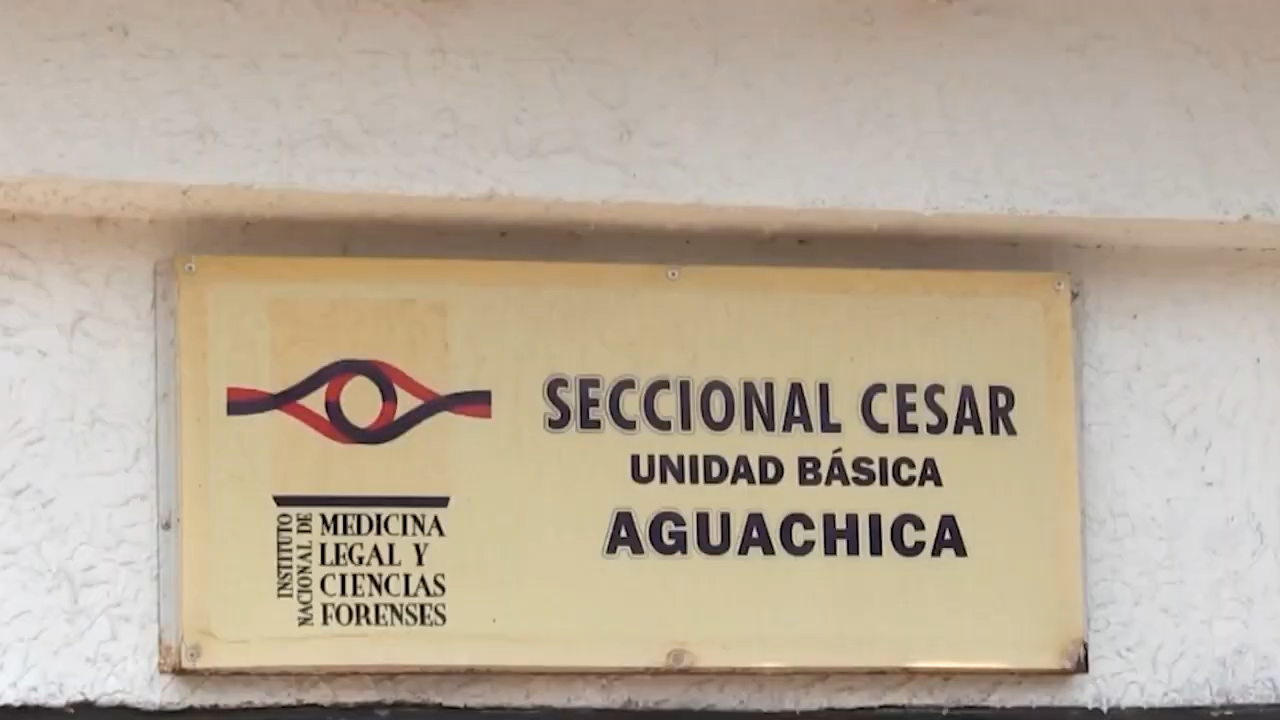 INSTITUTO
NACIONAL DE
MEDICINA
LEGAL Y
CIENCIAS
FORENSES
SECCIONAL CESAR
UNIDAD BÁSICA
AGUACHICA